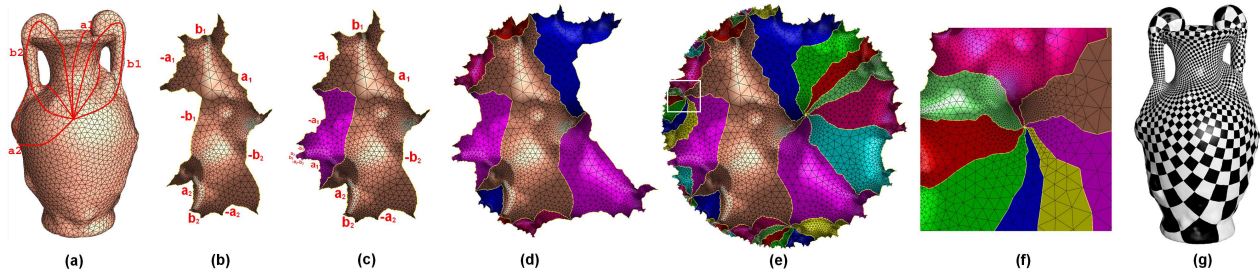 a1
b2
b1
a2
b₁
-a₁
a₁
-b₁
-b₂
a₂
-a₂
b₂
b₁
-a₁
a₁
-a₁
a₁
-b₂
a₂
-a₂
b₂
(a) (b) (c) (d) (e) (f) (g)